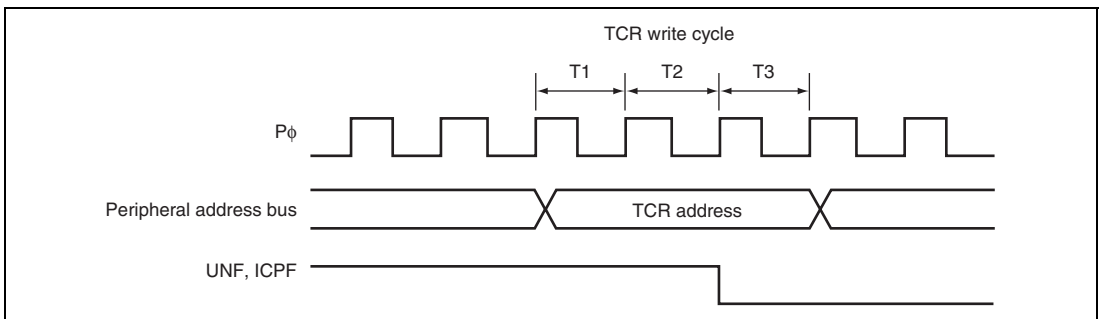 TCR write cycle
T1 T2 T3
Pϕ
Peripheral address bus
TCR address
UNF, ICPF